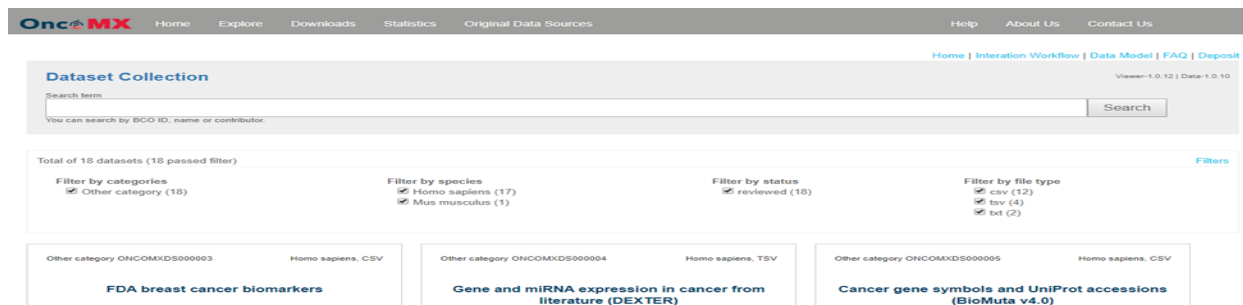 OncoMX Home Explore Downloads Statistics Original Data Sources Help About Us Contact Us
Home | Interation Workflow | Data Model | FAQ | Deposit
Dataset Collection
Viewer-1.0.12 | Data-1.0.10
Search term
Search
You can search by BCO ID, name or contributor.
Total of 18 datasets (18 passed filter) Filters
Filter by categories Filter by species Filter by status Filter by file type
Other category (18) Homo sapiens (17) reviewed (18) csv (12)
Mus musculus (1) tsv (4)
txt (2)
Other category ONCOMXDS000003 Homo sapiens, CSV Other category ONCOMXDS000004 Homo sapiens, TSV Other category ONCOMXDS000005 Homo sapiens, CSV
FDA breast cancer biomarkers Gene and miRNA expression in cancer from Cancer gene symbols and UniProt accessions
literature (DEXTER) (BioMuta v4.0)